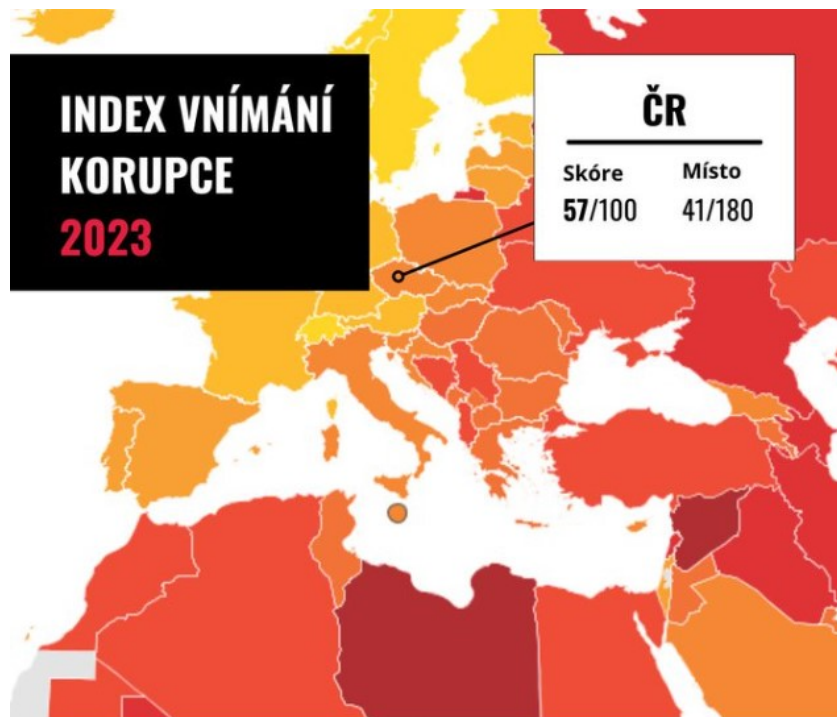 INDEX VNÍMÁNÍ
KORUPCE
2023
ČR
Skóre Místo
57/100 41/180